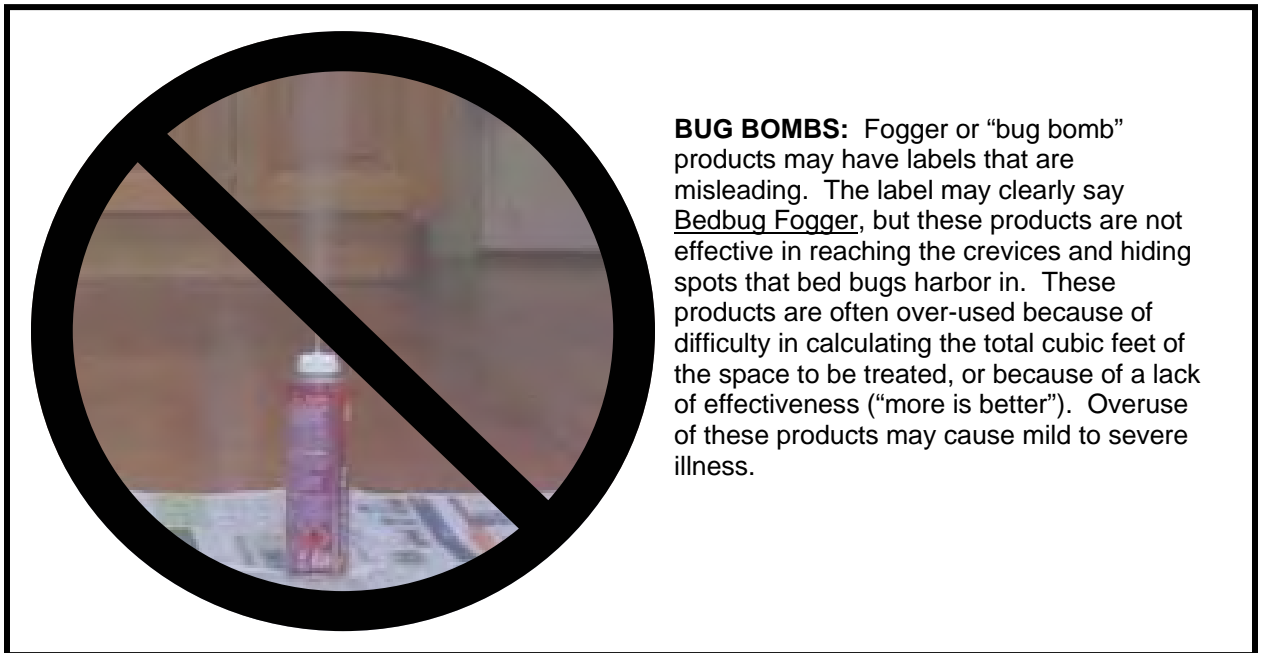 BUG BOMBS:  Fogger or “bug bomb”
products may have labels that are
misleading.  The label may clearly say
Bedbug Fogger, but these products are not
effective in reaching the crevices and hiding
spots that bed bugs harbor in.  These
products are often over-used because of
difficulty in calculating the total cubic feet of
the space to be treated, or because of a lack
of effectiveness (“more is better”).  Overuse
of these products may cause mild to severe
illness.